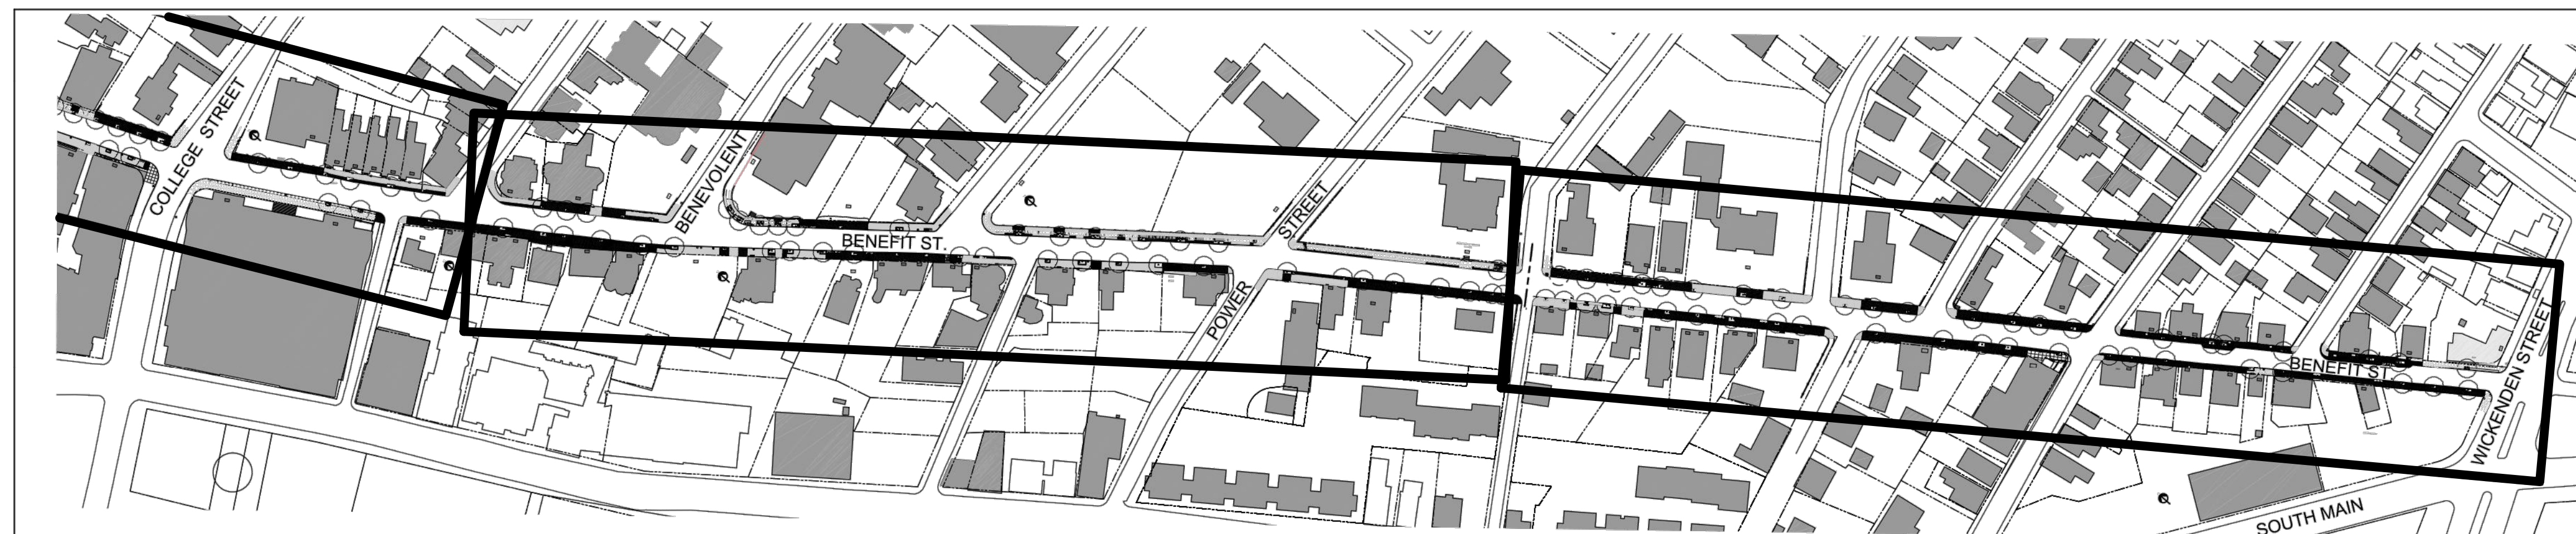 COLLEGE STREET
BENEVOLENT
BENEFIT ST.
STREET
POWER
BENEFIT ST.
WICKENDEN STREET
SOUTH MAIN